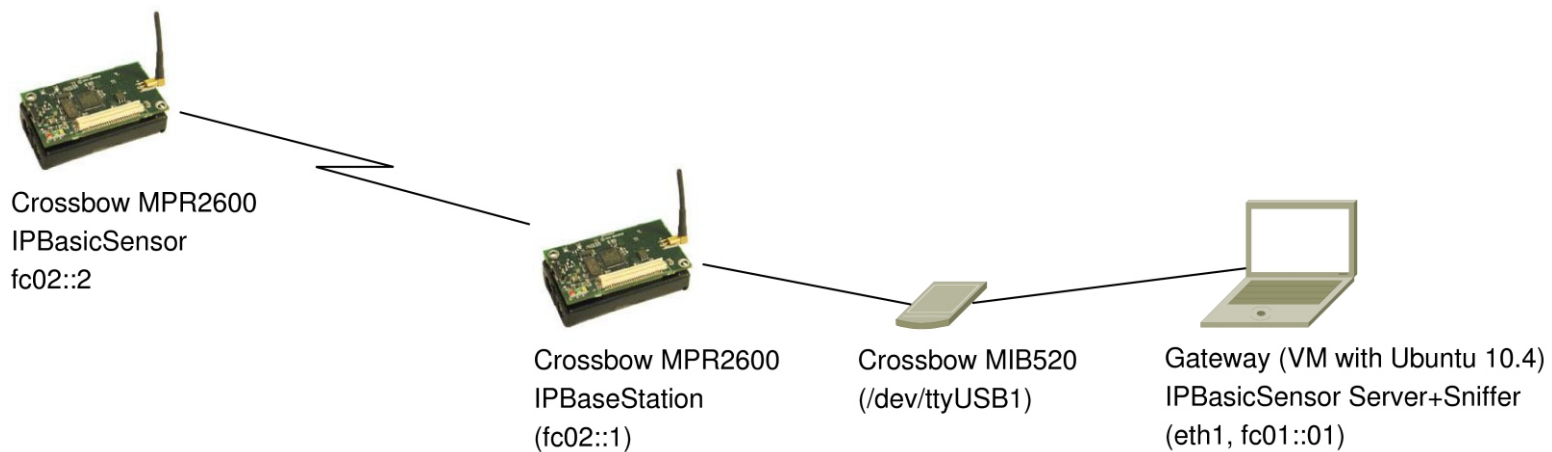 Crossbow MPR2600
IPBasicSensor
fc02::2
Crossbow MPR2600
IPBaseStation
(fc02::1)
Crossbow MIB520
(/dev/ttyUSB1)
Gateway (VM with Ubuntu 10.4)
IPBasicSensor Server+Sniffer
(eth1, fc01::01)